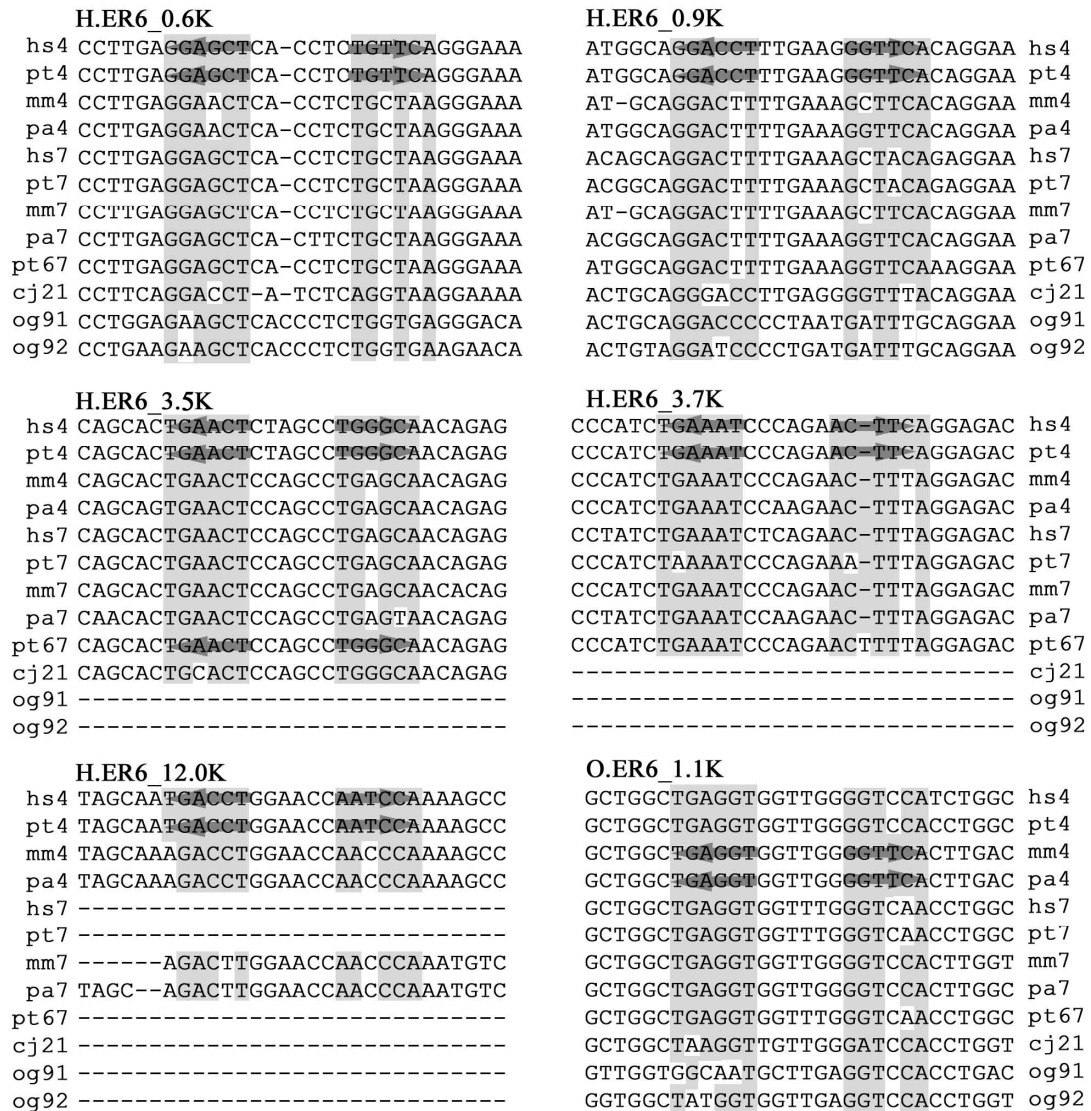 H.ER6_0.6K
hs4 CCTTGAGGAGCTCA-CCTCTGTTCAGGGAAA
pt4 CCTTGAGGAGCTCA-CCTCTGTTCAGGGAAA
mm4 CCTTGAGGAACTCA-CCTCTGCTAAGGGAAA
pa4 CCTTGAGGAACTCA-CCTCTGCTAAGGGAAA
hs7 CCTTGAGGAGCTCA-CCTCTGCTAAGGGAAA
pt7 CCTTGAGGAGCTCA-CCTCTGCTAAGGGAAA
mm7 CCTTGAGGAGCTCA-CCTCTGCTAAGGGAAA
pa7 CCTTGAGGAGCTCA-CTTCTGCTAAGGGAAA
pt67 CCTTGAGGAGCTCA-CCTCTGCTAAGGGAAA
cj21 CCTTCAGGACCT-A-TCTCAGGTAAGGAAAA
og91 CCTGGAGAAGCTCACCCTCTGGTGAGGGACA
og92 CCTGAAGAAGCTCACCCTCTGGTGAAGAACA
H.ER6_0.9K
ATGGCAGGACCTTTGAAGGGTTCACAGGAA hs4
ATGGCAGGACCTTTGAAGGGTTCACAGGAA pt4
AT-GCAGGACTTTTGAAAGCTTCACAGGAA mm4
ATGGCAGGACTTTTGAAAGGTTCACAGGAA pa4
ACAGCAGGACTTTTGAAAGCTACAGAGGAA hs7
ACGGCAGGACTTTTGAAAGCTACAGAGGAA pt7
AT-GCAGGACTTTTGAAAGCTTCACAGGAA mm7
ACGGCAGGACTTTTGAAAGGTTCACAGGAA pa7
ATGGCAGGACTTTTGAAAGGTTCAAAGGAA pt67
ACTGCAGGGACCTTGAGGGGTTTACAGGAA cj21
ACTGCAGGACCCCCTAATGATTTGCAGGAA og91
ACTGTAGGATCCCCTGATGATTTGCAGGAA og92
H.ER6_3.5K
hs4 CAGCACTGAACTCTAGCCTGGGCAACAGAG
pt4 CAGCACTGAACTCTAGCCTGGGCAACAGAG
mm4 CAGCACTGAACTCCAGCCTGAGCAACAGAG
pa4 CAGCAGTGAACTCCAGCCTGAGCAACAGAG
hs7 CAGCACTGAACTCCAGCCTGAGCAACAGAG
pt7 CAGCACTGAACTCCAGCCTGAGCAACAGAG
mm7 CAGCACTGAACTCCAGCCTGAGCAACAGAG
pa7 CAACACTGAACTCCAGCCTGAGTAACAGAG
pt67 CAGCACTGAACTCCAGCCTGGGCAACAGAG
cj21 CAGCACTGCACTCCAGCCTGGGCAACAGAG
og91 ------------------------------
og92 ------------------------------
H.ER6_3.7K
CCCATCTGAAATCCCAGAAC-TTCAGGAGAC hs4
CCCATCTGAAATCCCAGAAC-TTCAGGAGAC pt4
CCCATCTGAAATCCCAGAAC-TTTAGGAGAC mm4
CCCATCTGAAATCCAAGAAC-TTTAGGAGAC pa4
CCTATCTGAAATCTCAGAAC-TTTAGGAGAC hs7
CCCATCTAAAATCCCAGAAA-TTTAGGAGAC pt7
CCCATCTGAAATCCCAGAAC-TTTAGGAGAC mm7
CCTATCTGAAATCCAAGAAC-TTTAGGAGAC pa7
CCCATCTGAAATCCCAGAACTTTTAGGAGAC pt67
------------------------------- cj21
------------------------------- og91
------------------------------- og92
H.ER6_12.0K
hs4 TAGCAATGACCTGGAACCAATCCAAAAGCC
pt4 TAGCAATGACCTGGAACCAATCCAAAAGCC
mm4 TAGCAAAGACCTGGAACCAACCCAAAAGCC
pa4 TAGCAAAGACCTGGAACCAACCCAAAAGCC
hs7 ------------------------------
pt7 ------------------------------
mm7 ------AGACTTGGAACCAACCCAAATGTC
pa7 TAGC--AGACTTGGAACCAACCCAAATGTC
pt67 ------------------------------
cj21 ------------------------------
og91 ------------------------------
og92 ------------------------------
O.ER6_1.1K
GCTGGCTGAGGTGGTTGGGGTCCATCTGGC hs4
GCTGGCTGAGGTGGTTGGGGTCCACCTGGC pt4
GCTGGCTGAGGTGGTTGGGGTTCACTTGAC mm4
GCTGGCTGAGGTGGTTGGGGTTCACTTGAC pa4
GCTGGCTGAGGTGGTTTGGGTCAACCTGGC hs7
GCTGGCTGAGGTGGTTTGGGTCAACCTGGC pt7
GCTGGCTGAGGTGGTTGGGGTCCACTTGGT mm7
GCTGGCTGAGGTGGTTGGGGTCCACTTGGC pa7
GCTGGCTGAGGTGGTTTGGGTCAACCTGGC pt67
GCTGGCTAAGGTTGTTGGGATCCACCTGGT cj21
GTTGGTGGCAATGCTTGAGGTCCACCTGAC og91
GGTGGCTATGGTGGTTGAGGTCCACCTGGT og92